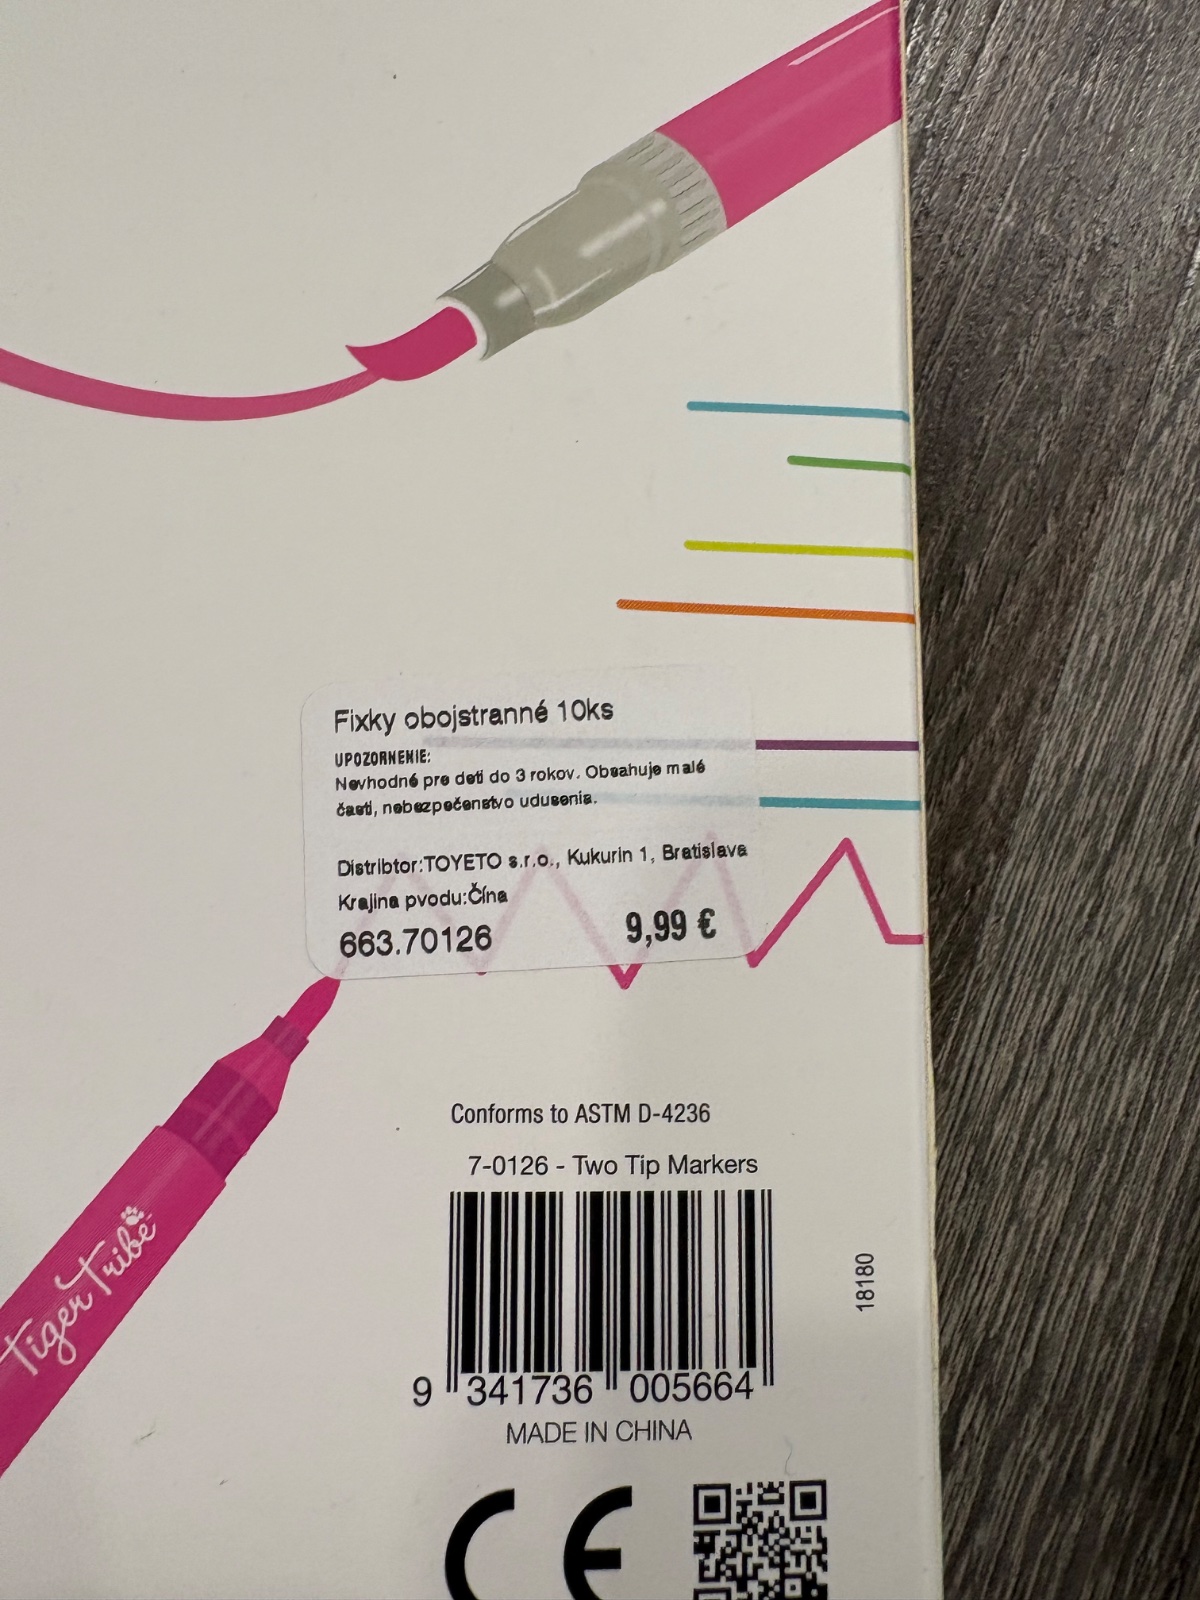 Fixky obojstranné 10ks
UPOZORNENIE:
Nevhodné pre deti do 3 rokov. Obsahuje malé
časti, nebezpečenstvo udusenia.
Distribtor:TOYETO s.r.o., Kukurin 1, Bratislava
Krajina pvodu:Čína
663.70126
9,99 €
Conforms to ASTM D-4236
7-0126 - Two Tip Markers
18180
Tiger Tribe
9 341736 005664
MADE IN CHINA
CE